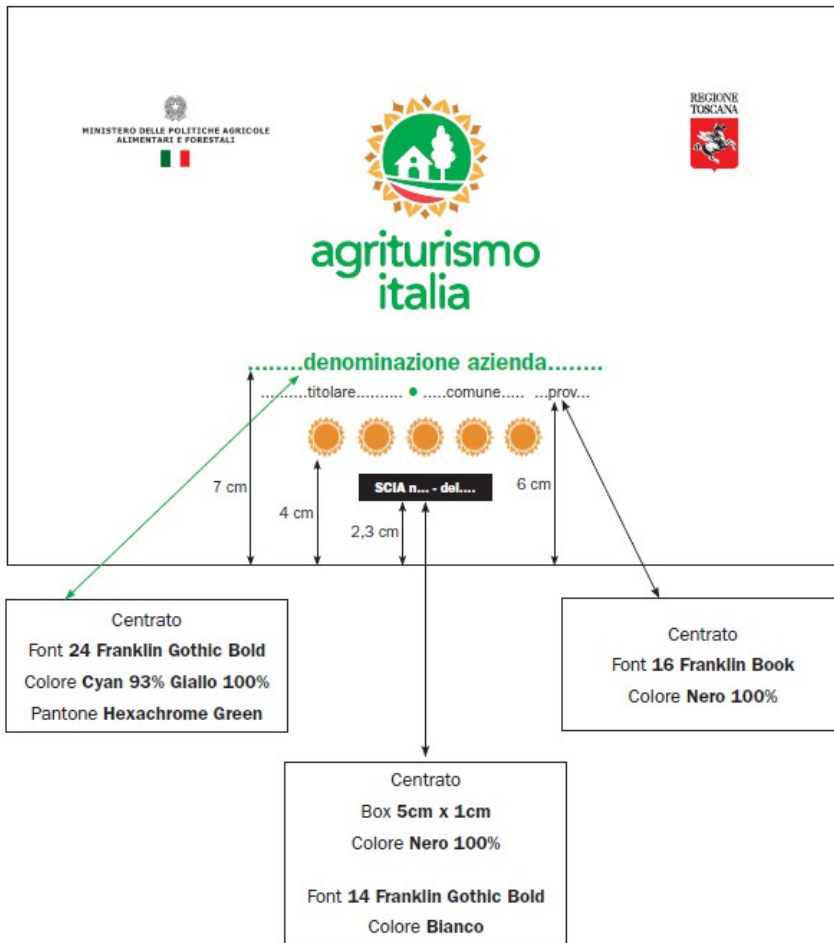 MINISTERO DELLE POLITICHE AGRICOLE
ALIMENTARI E FORESTALI
REGIONE
TOSCANA
agriturismo
italia
........denominazione azienda........
..........titolare.......... • .....comune..... ...prov...
7 cm
4 cm
SCIA n... - del....
2,3 cm
6 cm
Centrato
Font 24 Franklin Gothic Bold
Colore Cyan 93% Giallo 100%
Pantone Hexachrome Green
Centrato
Box 5cm x 1cm
Colore Nero 100%
Font 14 Franklin Gothic Bold
Colore Bianco
Centrato
Font 16 Franklin Book
Colore Nero 100%